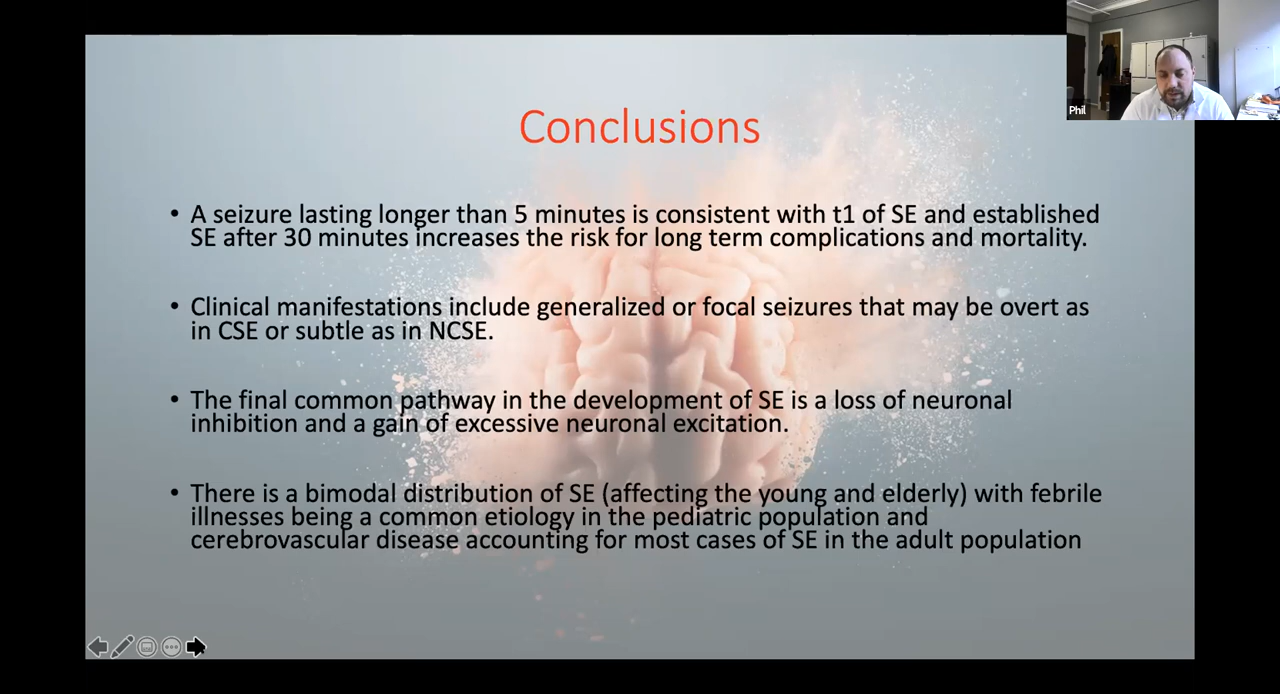 Phil
Conclusions
• A seizure lasting longer than 5 minutes is consistent with t1 of SE and established
SE after 30 minutes increases the risk for long term complications and mortality.
• Clinical manifestations include generalized or focal seizures that may be overt as
in CSE or subtle as in NCSE.
• The final common pathway in the development of SE is a loss of neuronal
inhibition and a gain of excessive neuronal excitation.
• There is a bimodal distribution of SE (affecting the young and elderly) with febrile
illnesses being a common etiology in the pediatric population and
cerebrovascular disease accounting for most cases of SE in the adult population